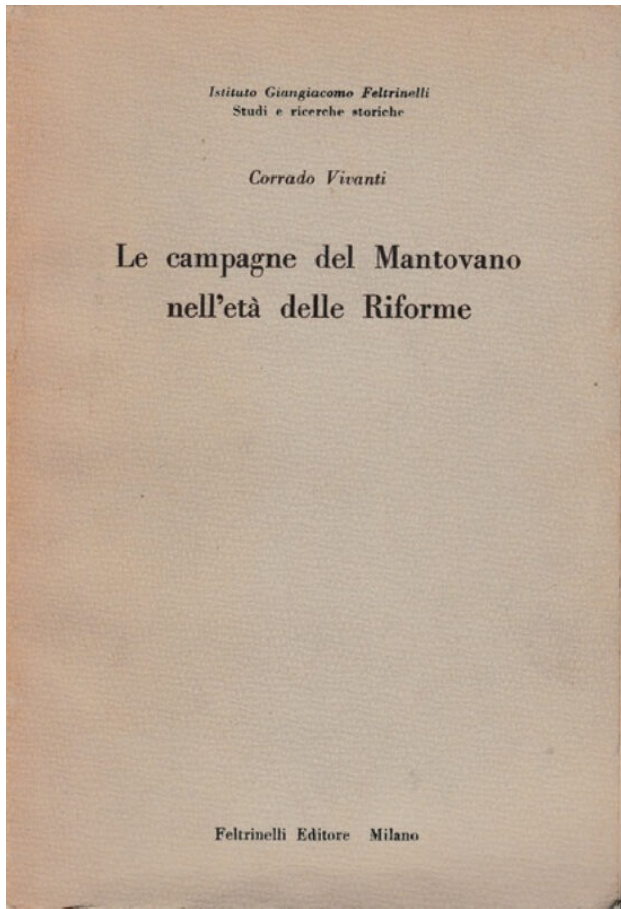 Istituto Giangiacomo Feltrinelli
Studi e ricerche storiche
Corrado Vivanti
Le campagne del Mantovano
nell'età delle Riforme
Feltrinelli Editore Milano